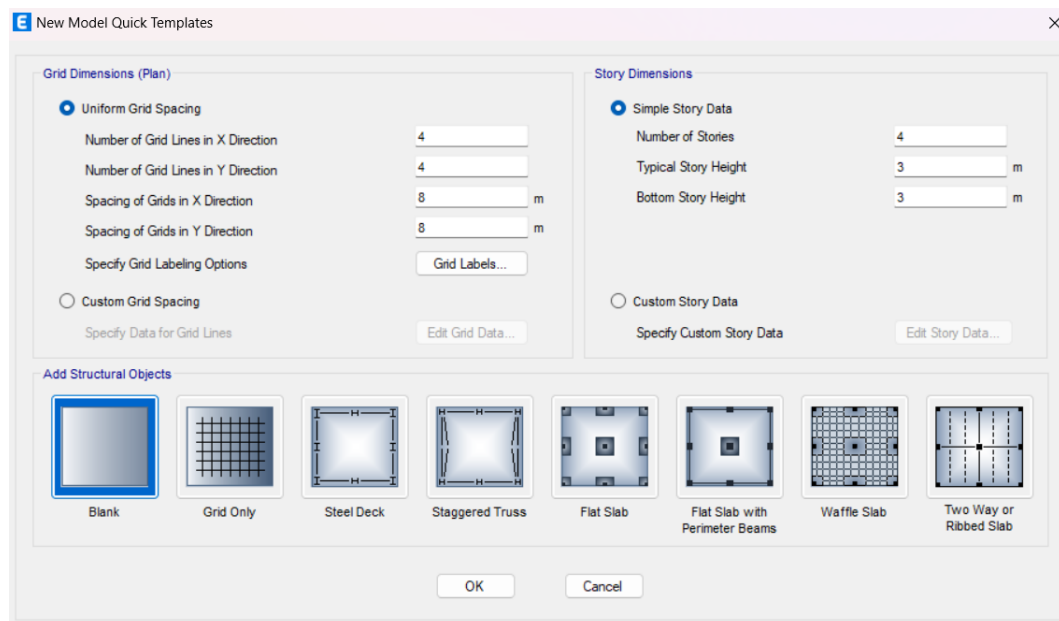 E New Model Quick Templates
Grid Dimensions (Plan)
Uniform Grid Spacing
Number of Grid Lines in X Direction 4
Number of Grid Lines in Y Direction 4
Spacing of Grids in X Direction 8 m
Spacing of Grids in Y Direction 8 m
Specify Grid Labeling Options Grid Labels...
Custom Grid Spacing
Specify Data for Grid Lines Edit Grid Data...
Story Dimensions
Simple Story Data
Number of Stories 4
Typical Story Height 3 m
Bottom Story Height 3 m
Custom Story Data
Specify Custom Story Data Edit Story Data...
Add Structural Objects
Blank
Grid Only
Steel Deck
Staggered Truss
Flat Slab
Flat Slab with
Perimeter Beams
Waffle Slab
Two Way or
Ribbed Slab
OK Cancel